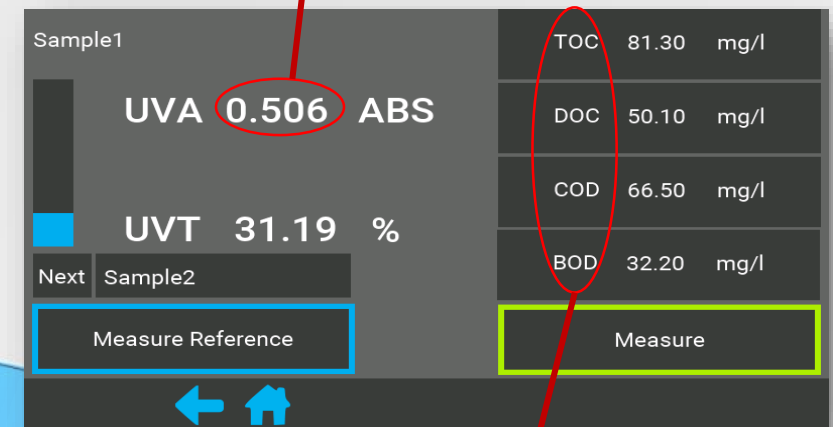 Sample1
UVA 0.506 ABS
UVT 31.19 %
Next Sample2
Measure Reference
TOC 81.30 mg/l
DOC 50.10 mg/l
COD 66.50 mg/l
BOD 32.20 mg/l
Measure